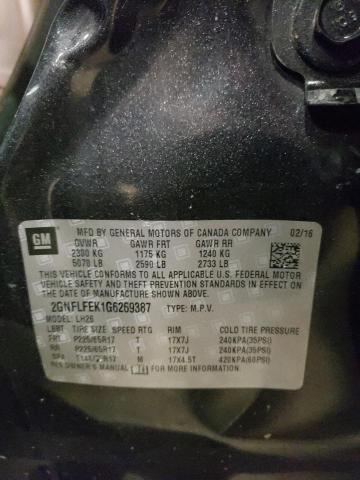 GM
MFD BY GENERAL MOTORS OF CANADA COMPANY 02/16
GVWR GAWR FRT GAWR RR
2300 KG 1175 KG 1240 KG
5070 LB 2590 LB 2733 LB
THIS VEHICLE CONFORMS TO ALL APPLICABLE U.S. FEDERAL MOTOR
VEHICLE SAFETY AND THEFT PREVENTION STANDARDS IN EFFECT ON
THE DATE OF MANUFACTURE SHOWN ABOVE.
2GNFLFEK1G6269387 TYPE: M.P.V.
MODEL: LH26
LBBT TIRE SIZE SPEED RTG RIM COLD TIRE PRESSURE
FRT P225/65R17 T 17X7J 240KPA(35PSI)
RR P225/65R17 T 17X7J 240KPA(35PSI)
SPA M 17X4.5T 420KPA(60PSI)
SEE OWNER'S MANUAL FOR MORE INFORMATION